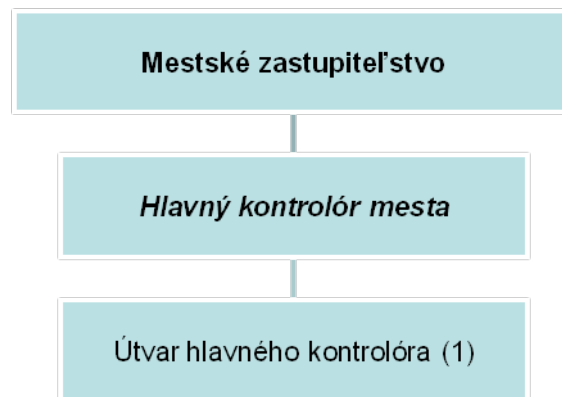 Mestské zastupiteľstvo
Hlavný kontrolór mesta
Útvar hlavného kontrolóra (1)